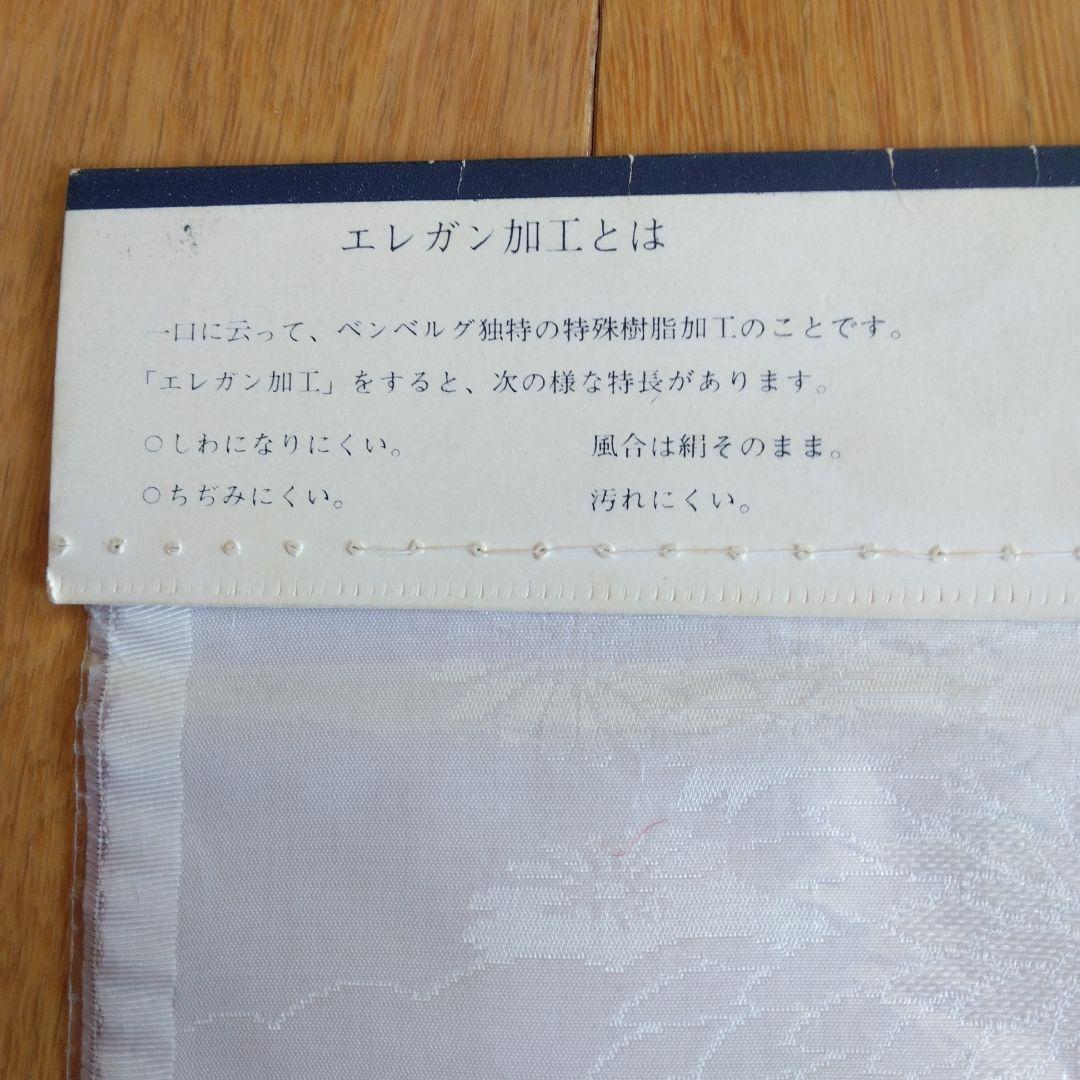 エレガン加工とは
一口に云って、ベンベルグ独特の特殊樹脂加工のことです。
「エレガン加工」をすると、次の様な特長があります。
○しわになりにくい。 風合は絹そのまま。
○ちぢみにくい。 汚れにくい。